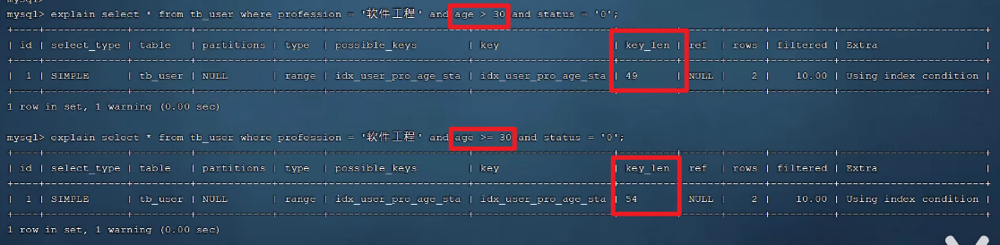 mysql>
mysql> explain select * from tb_user where profession = '软件工程' and age > 30 and status = '0';
+----+-------------+---------+------------+-------+----------------------+----------------------+---------+------+------+----------+-----------------------+
| id | select_type | table | partitions | type | possible_keys | key | key_len | ref | rows | filtered | Extra |
+----+-------------+---------+------------+-------+----------------------+----------------------+---------+------+------+----------+-----------------------+
| 1 | SIMPLE | tb_user | NULL | range | idx_user_pro_age_sta | idx_user_pro_age_sta | 49 | NULL | 2 | 10.00 | Using index condition |
+----+-------------+---------+------------+-------+----------------------+----------------------+---------+------+------+----------+-----------------------+
1 row in set, 1 warning (0.00 sec)
mysql> explain select * from tb_user where profession = '软件工程' and age >= 30 and status = '0';
+----+-------------+---------+------------+-------+----------------------+----------------------+---------+------+------+----------+-----------------------+
| id | select_type | table | partitions | type | possible_keys | key | key_len | ref | rows | filtered | Extra |
+----+-------------+---------+------------+-------+----------------------+----------------------+---------+------+------+----------+-----------------------+
| 1 | SIMPLE | tb_user | NULL | range | idx_user_pro_age_sta | idx_user_pro_age_sta | 54 | NULL | 2 | 10.00 | Using index condition |
+----+-------------+---------+------------+-------+----------------------+----------------------+---------+------+------+----------+-----------------------+
1 row in set, 1 warning (0.00 sec)